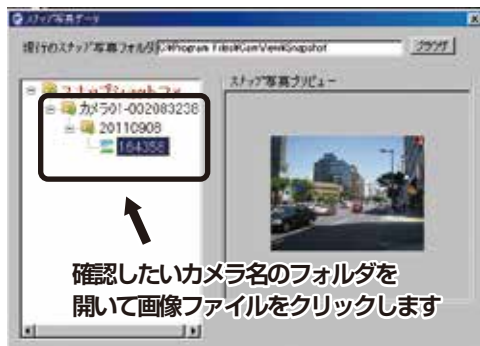 スナップ写真データ
現行のスナップ写真フォルダ C:¥Program Files¥CamView¥Snapshot ブラウザ
スナップ写真プレビュー
カメラ01-002083236
20110908
164356
確認したいカメラ名のフォルダを
開いて画像ファイルをクリックします